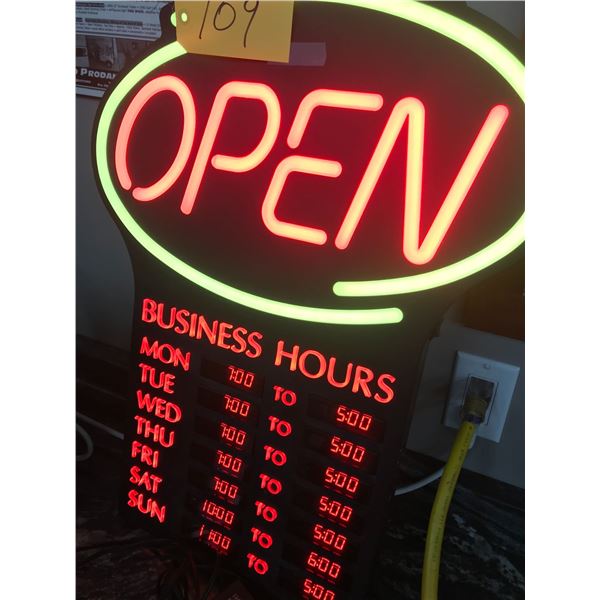 109
PRODA
OPEN
BUSINESS HOURS
MON 7:00 TO 5:00
TUE 7:00 TO 5:00
WED 7:00 TO 5:00
THU 7:00 TO 5:00
FRI 7:00 TO 5:00
SAT 10:00 TO 6:00
SUN 11:00 TO 5:00